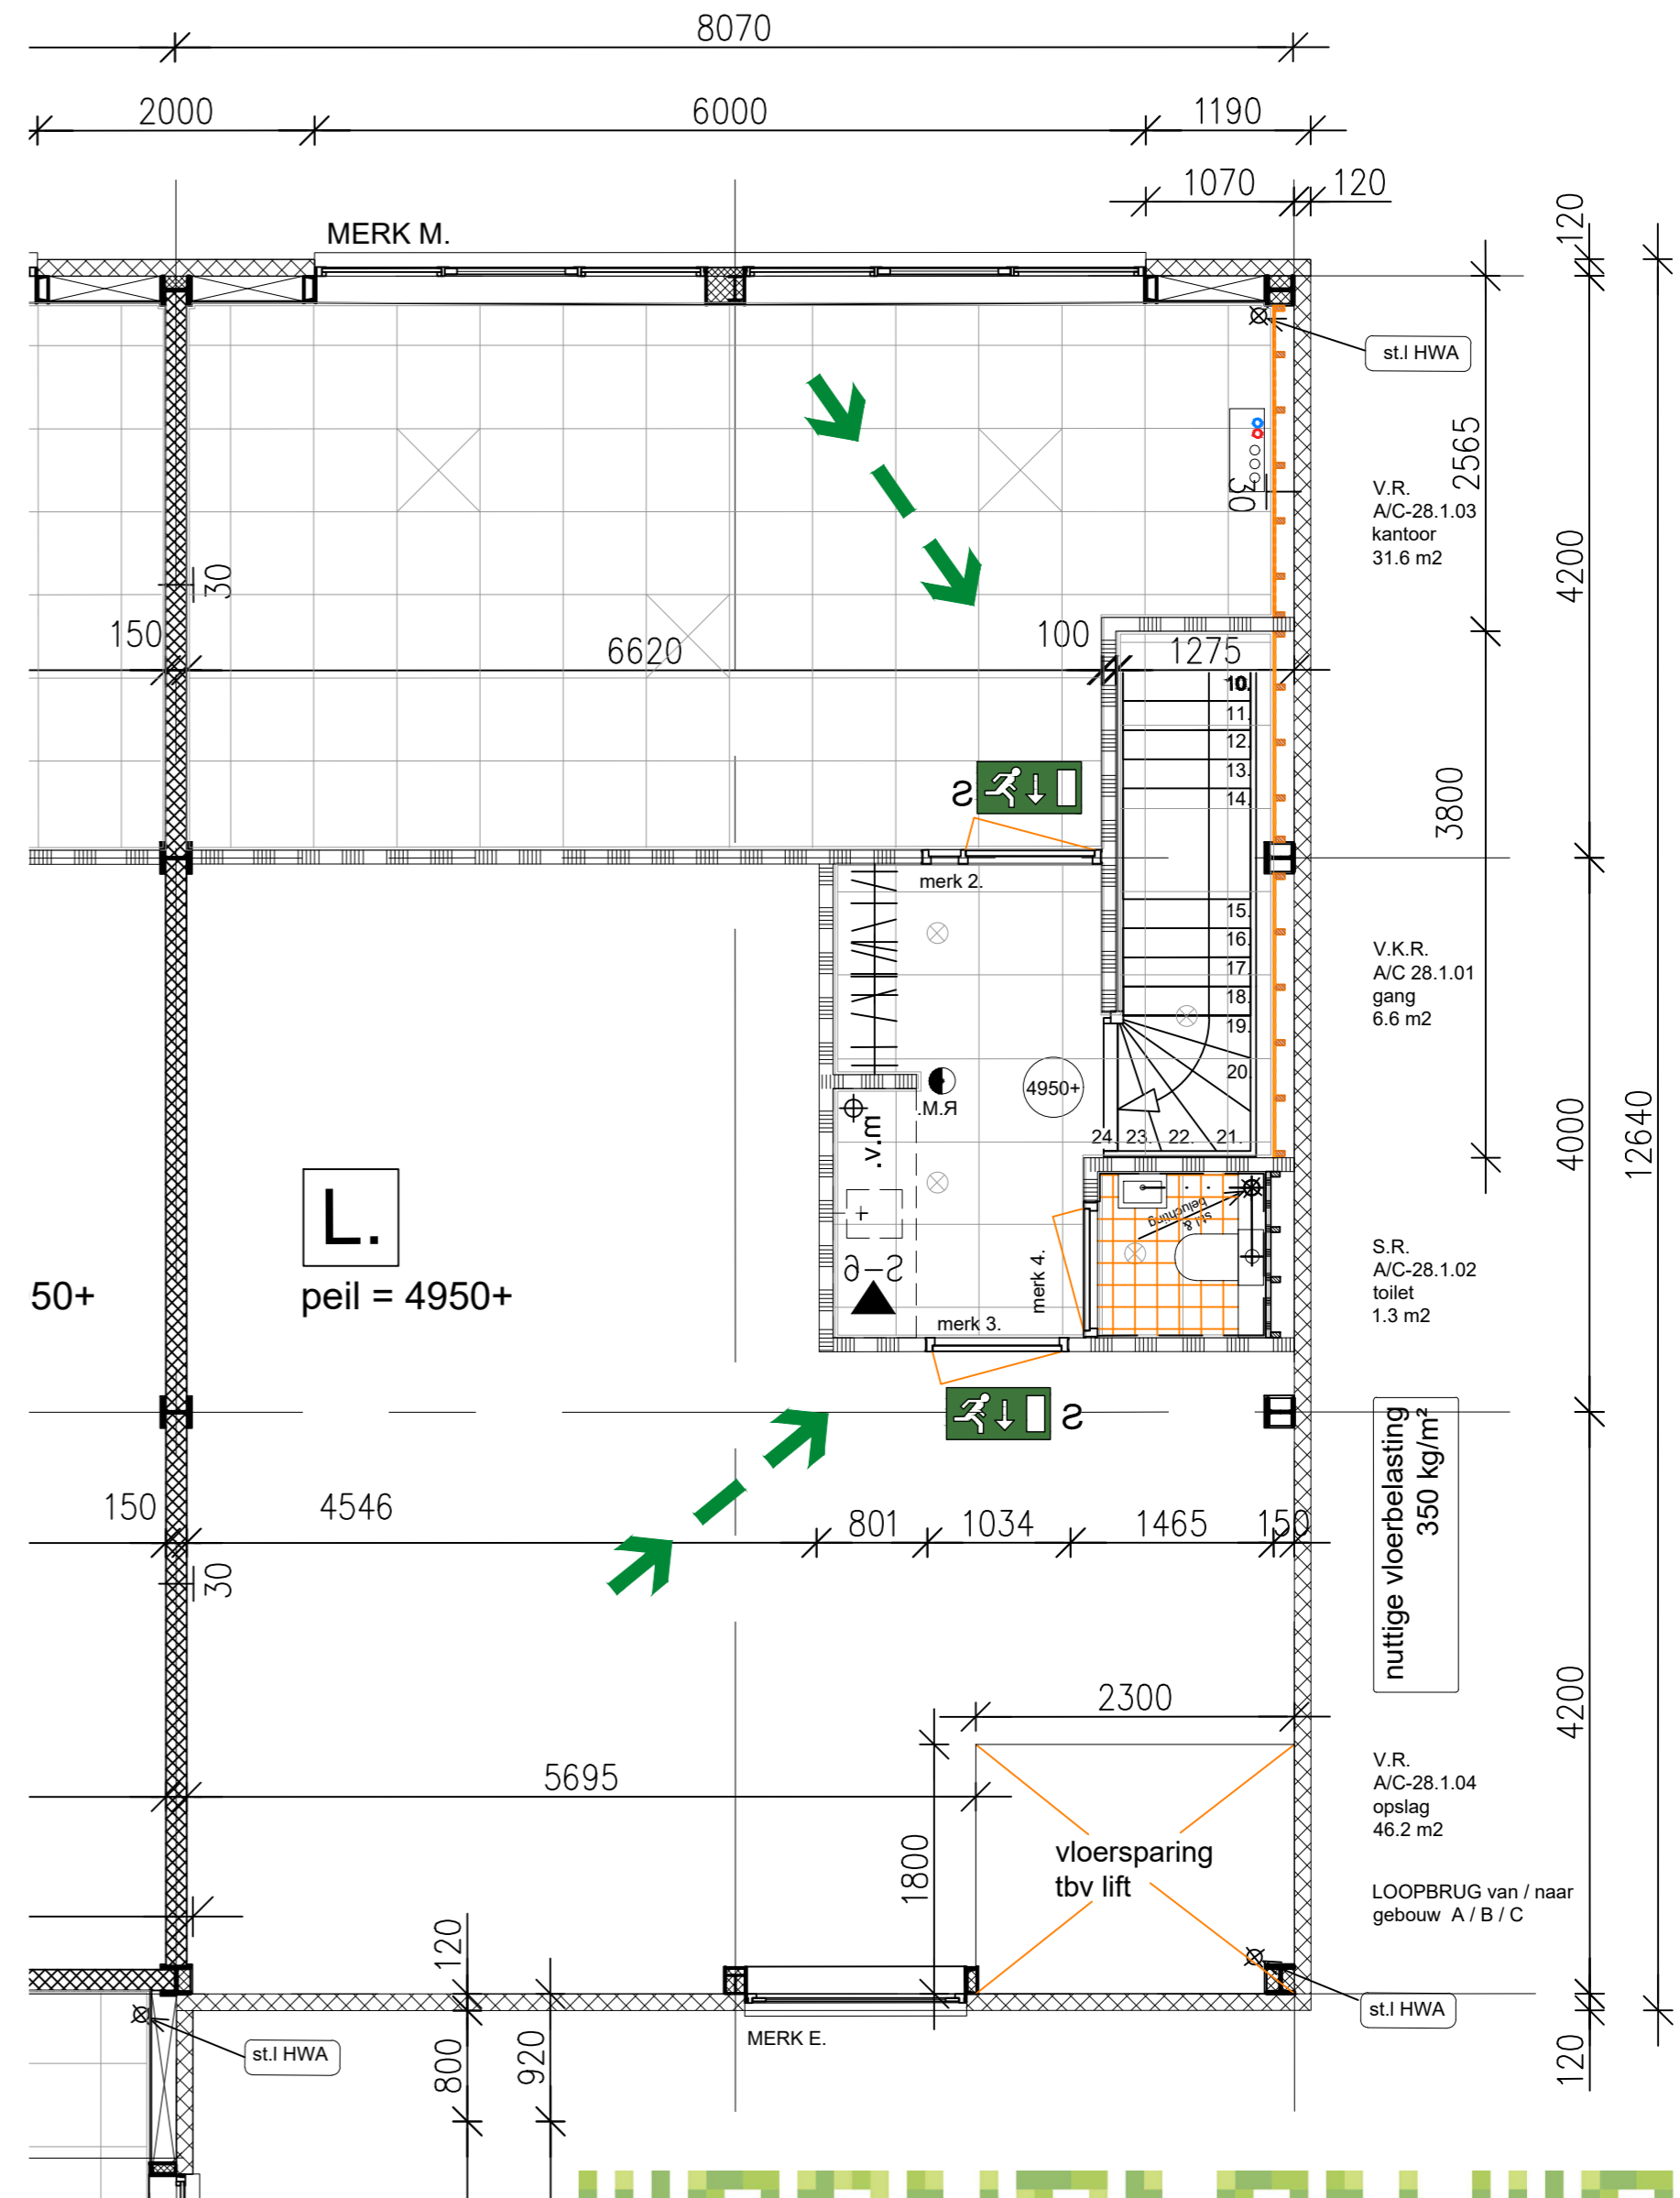 8070
2000
6000
1190
1070
120
120
MERK M.
st.l HWA
2565
30
V.R.
A/C-28.1.03
kantoor
31.6 m2
4200
30
150
6620
100
1275
10.
11.
12.
13.
14.
S
3800
merk 2.
15.
16.
17.
18.
19.
20.
24. 23. 22. 21.
V.K.R.
A/C 28.1.01
gang
6.6 m2
4950+
R.M.
m.v.
4000
12640
L.
peil = 4950+
50+
st.l &
beluchting
S-6
merk 4.
merk 3.
S.R.
A/C-28.1.02
toilet
1.3 m2
S
nuttige vloerbelasting
350 kg/m²
150
4546
801
1034
1465
150
30
2300
4200
5695
1800
vloersparing
tbv lift
V.R.
A/C-28.1.04
opslag
46.2 m2
LOOPBRUG van / naar
gebouw A / B / C
120
st.l HWA
MERK E.
st.l HWA
800
920
120